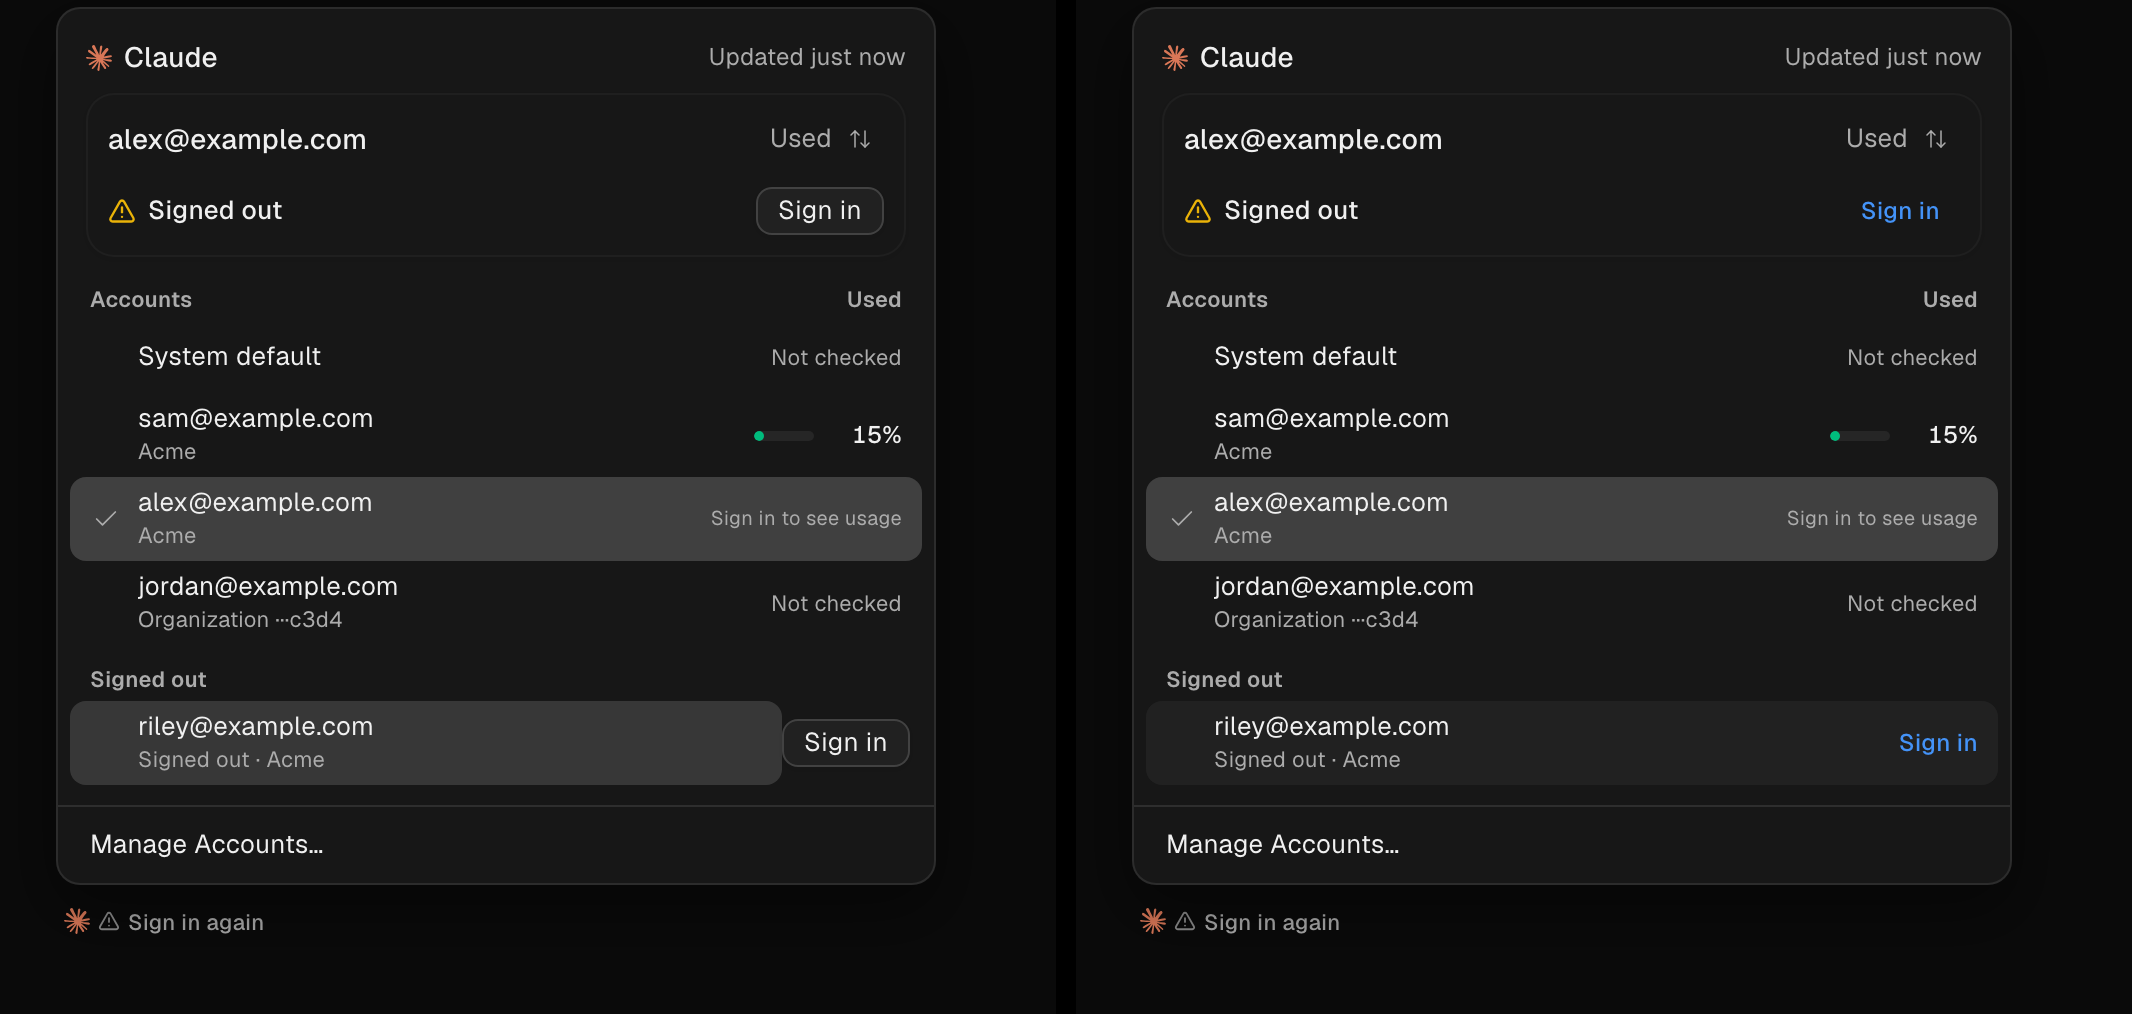 Claude
Updated just now
alex@example.com
Used
Signed out
Sign in
Accounts
Used
System default
Not checked
sam@example.com
Acme
15%
alex@example.com
Acme
Sign in to see usage
jordan@example.com
Organization ···c3d4
Not checked
Signed out
riley@example.com
Signed out · Acme
Sign in
Manage Accounts...
Sign in again
Claude
Updated just now
alex@example.com
Used
Signed out
Sign in
Accounts
Used
System default
Not checked
sam@example.com
Acme
15%
alex@example.com
Acme
Sign in to see usage
jordan@example.com
Organization ···c3d4
Not checked
Signed out
riley@example.com
Signed out · Acme
Sign in
Manage Accounts...
Sign in again